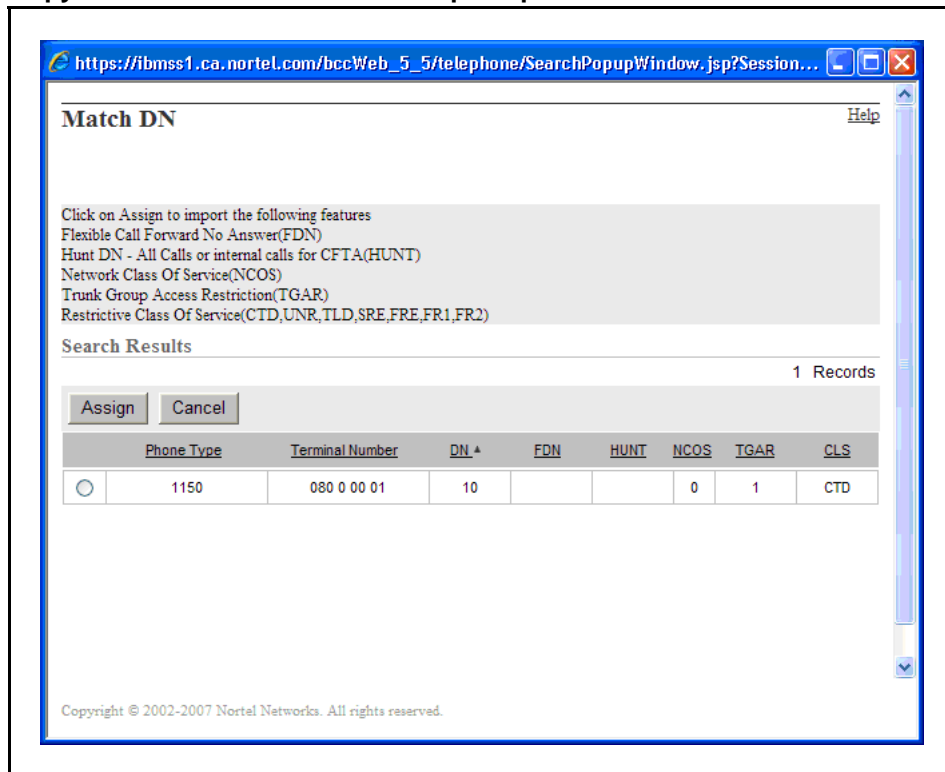 https://ibmss1.ca.nortel.com/bccWeb_5_5/telephone/SearchPopupWindow.jsp?Session...
Match DN
Help
Click on Assign to import the following features
Flexible Call Forward No Answer(FDN)
Hunt DN - All Calls or internal calls for CFTA(HUNT)
Network Class Of Service(NCOS)
Trunk Group Access Restriction(TGAR)
Restrictive Class Of Service(CTD,UNR,TLD,SRE,FRE,FR1,FR2)
Search Results
1 Records
Assign Cancel
Phone Type Terminal Number DN FDN HUNT NCOS TGAR CLS
1150 080 0 00 01 10 0 1 CTD
Copyright © 2002-2007 Nortel Networks. All rights reserved.